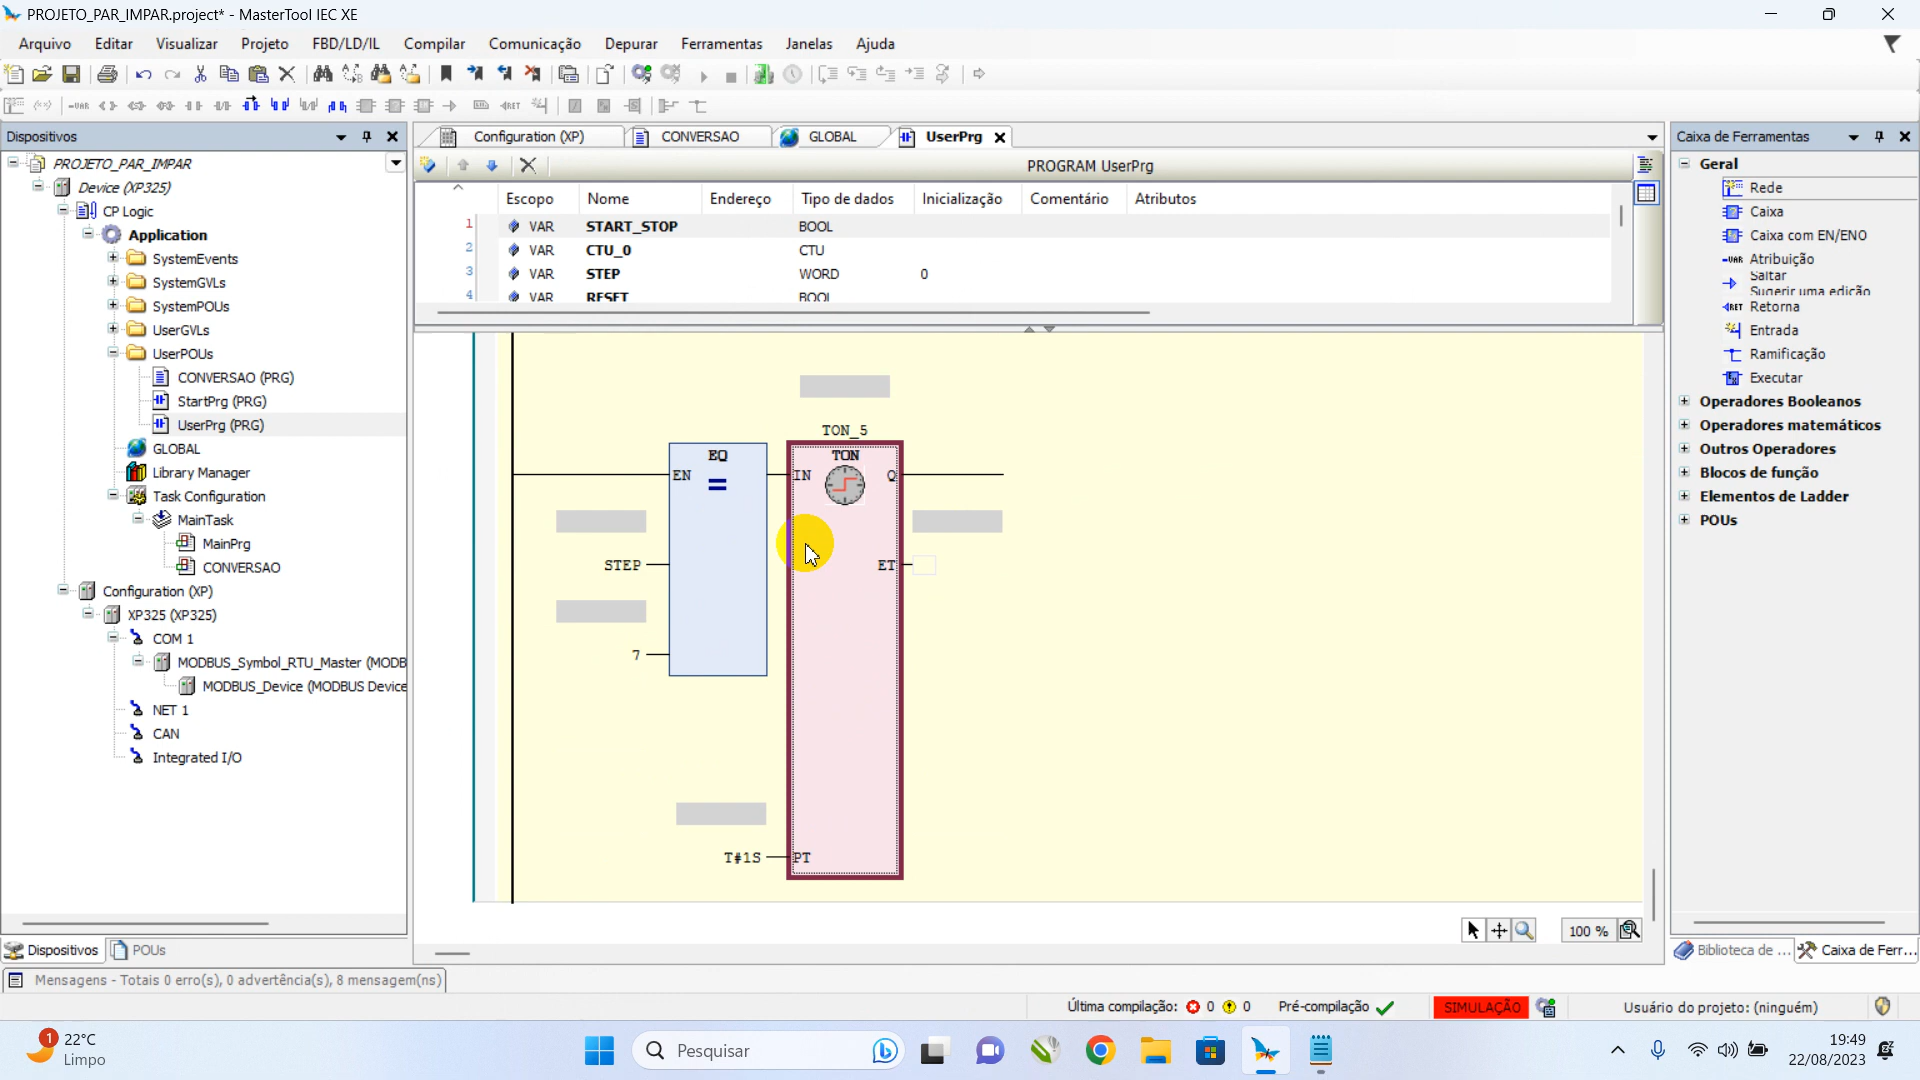 PROJETO_PAR_IMPAR.project* - MasterTool IEC XE
Arquivo Editar Visualizar Projeto FBD/LD/IL Compilar Comunicação Depurar Ferramentas Janelas Ajuda
Dispositivos
PROJETO_PAR_IMPAR
Device (XP325)
CP Logic
Application
SystemEvents
SystemGVLs
SystemPOUs
UserGVLs
UserPOUs
CONVERSAO (PRG)
StartPrg (PRG)
UserPrg (PRG)
GLOBAL
Library Manager
Task Configuration
MainTask
MainPrg
CONVERSAO
Configuration (XP)
XP325 (XP325)
COM 1
MODBUS_Symbol_RTU_Master (MODB
MODBUS_Device (MODBUS Device
NET 1
CAN
Integrated I/O
Dispositivos POUs
Configuration (XP) CONVERSAO GLOBAL UserPrg
PROGRAM UserPrg
Escopo Nome Endereço Tipo de dados Inicialização Comentário Atributos
1 VAR START_STOP BOOL
2 VAR CTU_0 CTU
3 VAR STEP WORD 0
4 VAR RESET BOOL
TON_5
EQ TON
EN IN Q
STEP ET
7
T#1S PT
100 %
Caixa de Ferramentas
Geral
Rede
Caixa
Caixa com EN/ENO
-VAR Atribuição
Saltar
Sugerir uma edição
RET Retorna
Entrada
Ramificação
Executar
Operadores Booleanos
Operadores matemáticos
Outros Operadores
Blocos de função
Elementos de Ladder
POUs
Biblioteca de ... Caixa de Ferr...
Mensagens - Totais 0 erro(s), 0 advertência(s), 8 mensagem(ns)
Última compilação: 0 0 Pré-compilação SIMULAÇÃO Usuário do projeto: (ninguém)
1
22°C
Limpo
Pesquisar
19:49
22/08/2023